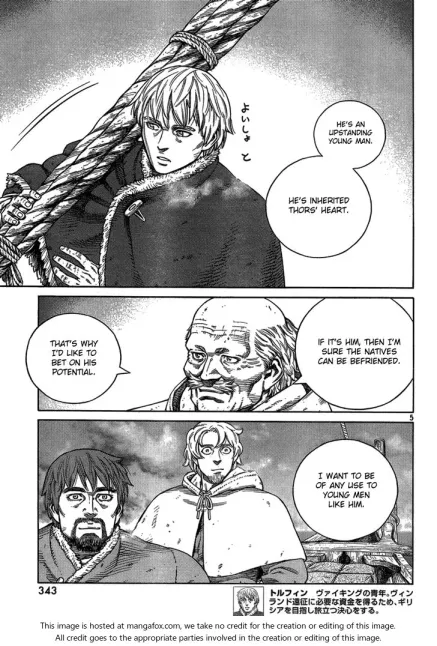 HE'S AN
UPSTANDING
YOUNG MAN.
よいしょと
HE'S INHERITED
THORS' HEART.
IF IT'S HIM, THEN I'M
SURE THE NATIVES
CAN BE BEFRIENDED.
THAT'S WHY
I'D LIKE TO
BET ON HIS
POTENTIAL.
5
I WANT TO BE
OF ANY USE TO
YOUNG MEN
LIKE HIM.
343
トルフィン　ヴァイキングの青年。ヴィン
ランド遠征に必要な資金を得るため、ギリ
シアを目指し旅立つ決心をする。
This image is hosted at mangafox.com, we take no credit for the creation or editing of this image.
All credit goes to the appropriate parties involved in the creation or editing of this image.